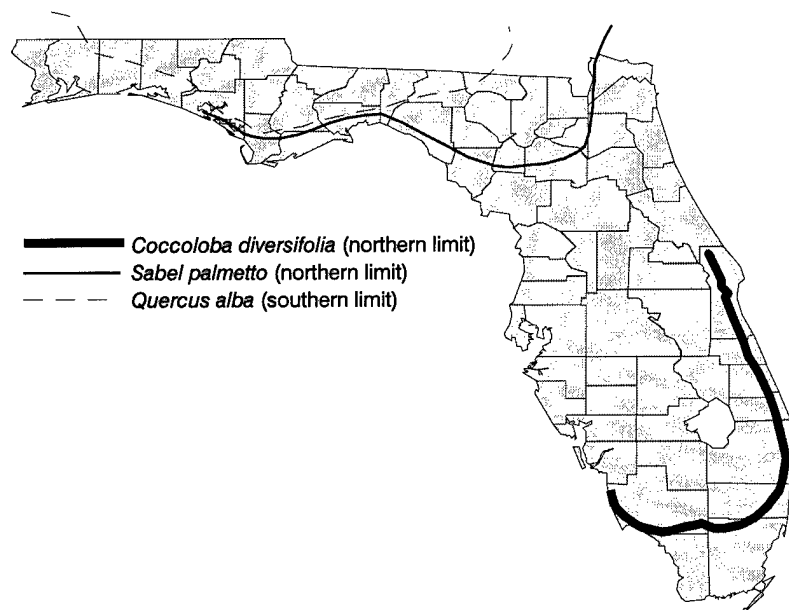 Coccoloba diversifolia (northern limit)
Sabel palmetto (northern limit)
Quercus alba (southern limit)